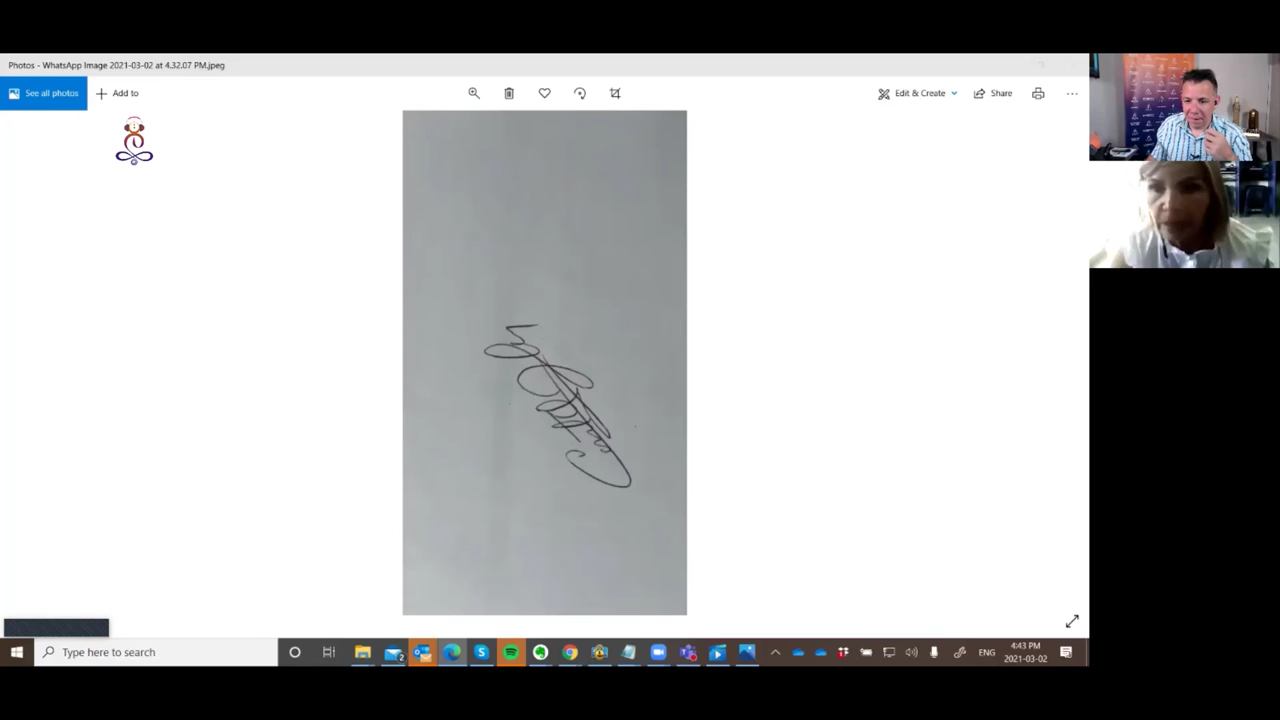 Photos - WhatsApp Image 2021-03-02 at 4.32.07 PM.jpeg
See all photos
Add to
Edit & Create
Share
Type here to search
2
ENG
4:43 PM
2021-03-02